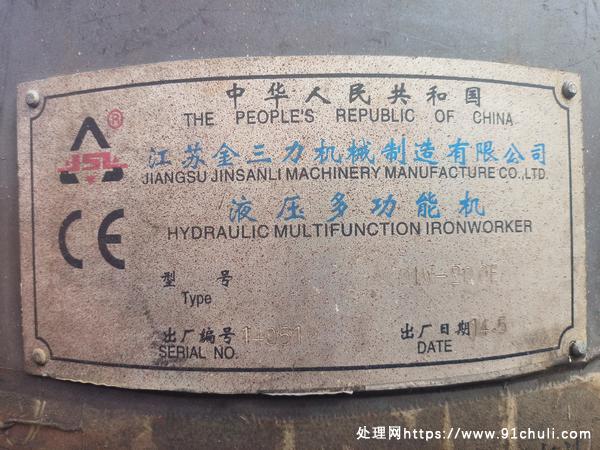 中华人民共和国
THE PEOPLE'S REPUBLIC OF CHINA
JSL ®
江苏金三力机械制造有限公司
JIANGSU JINSANLI MACHINERY MANUFACTURE CO.,LTD.
CE
液压多功能机
HYDRAULIC MULTIFUNCTION IRONWORKER
型号
Type
出厂编号
SERIAL NO.
出厂日期 14.5
DATE
处理网https://www.91chuli.com/